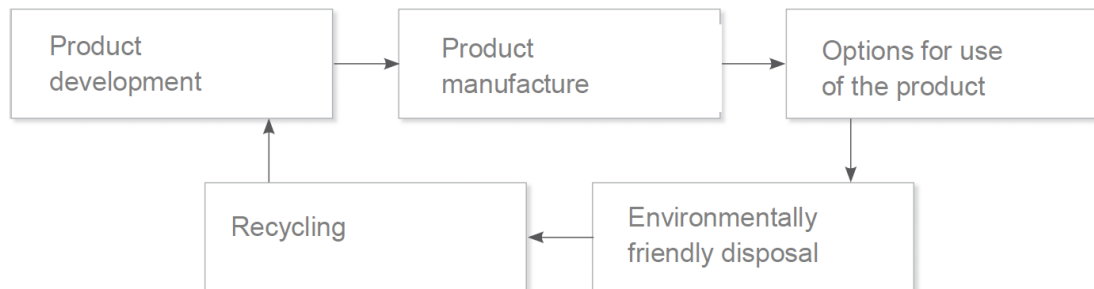 Product
development
Product
manufacture
Options for use
of the product
Environmentally
friendly disposal
Recycling